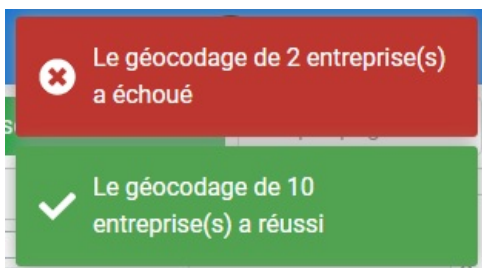 Le géocodage de 2 entreprise(s)
a échoué
Le géocodage de 10
entreprise(s) a réussi